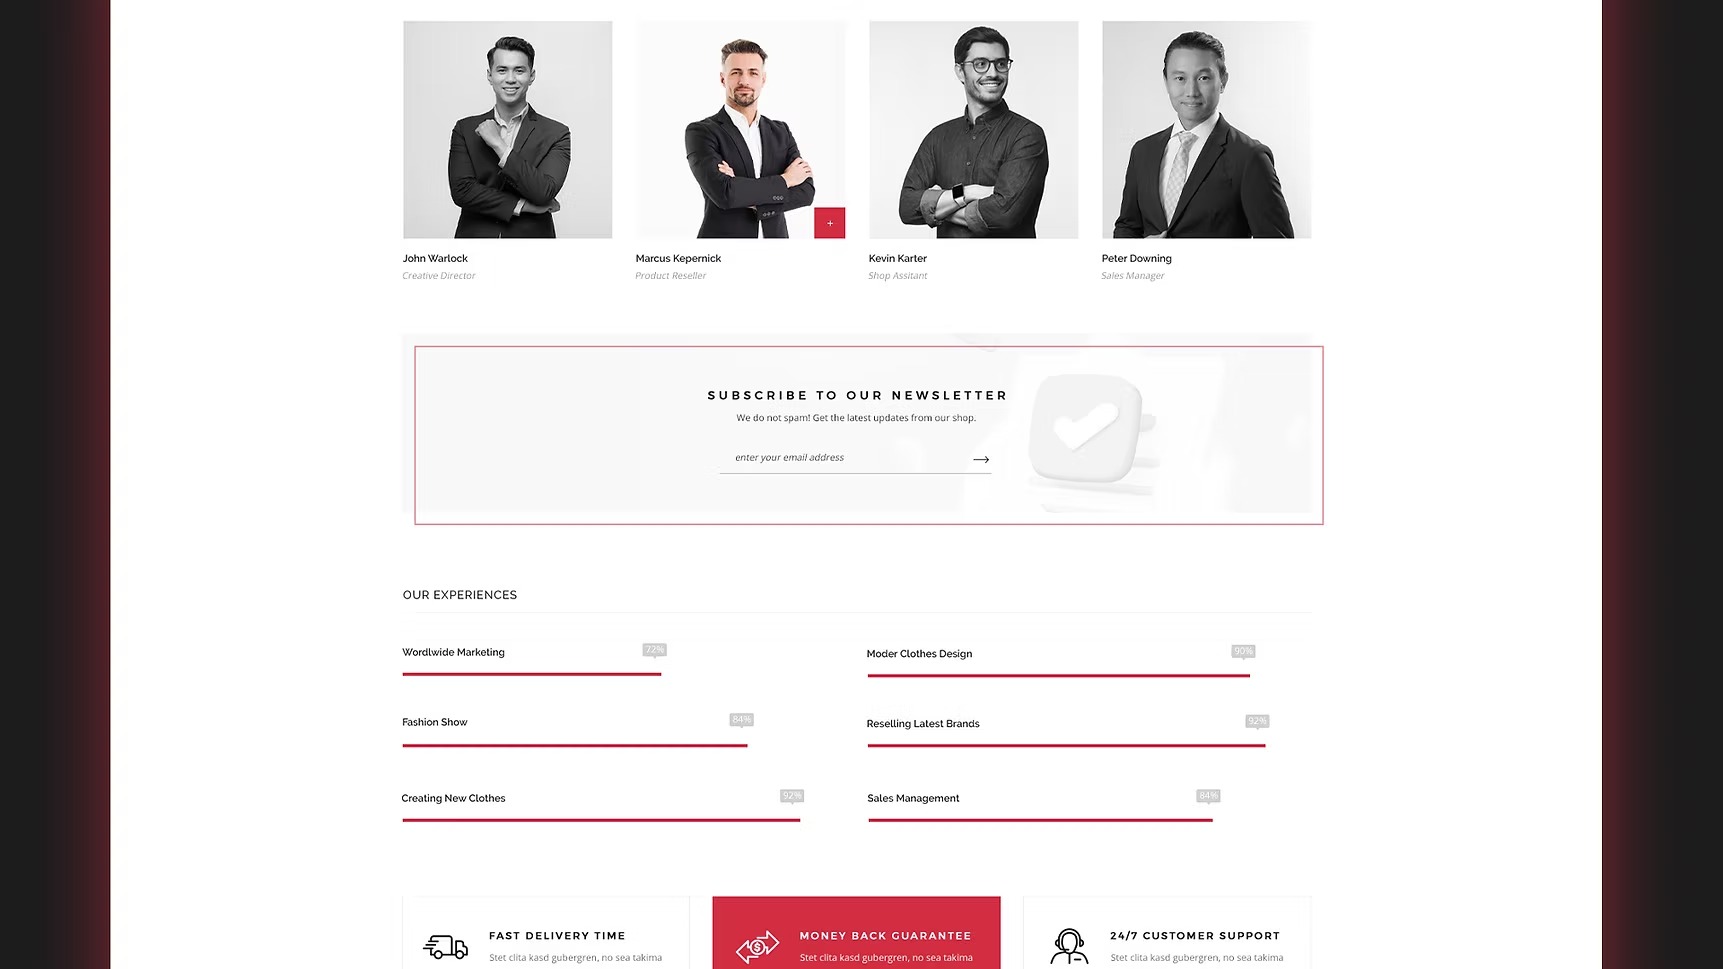 John Warlock
Creative Director
Marcus Kepernick
Product Reseller
Kevin Karter
Shop Assitant
Peter Downing
Sales Manager
SUBSCRIBE TO OUR NEWSLETTER
We do not spam! Get the latest updates from our shop.
enter your email address
OUR EXPERIENCES
Wordlwide Marketing
72%
Moder Clothes Design
90%
Fashion Show
84%
Reselling Latest Brands
92%
Creating New Clothes
92%
Sales Management
84%
FAST DELIVERY TIME
Stet clita kasd gubergren, no sea takima
MONEY BACK GUARANTEE
Stet clita kasd gubergren, no sea takima
24/7 CUSTOMER SUPPORT
Stet clita kasd gubergren, no sea takima